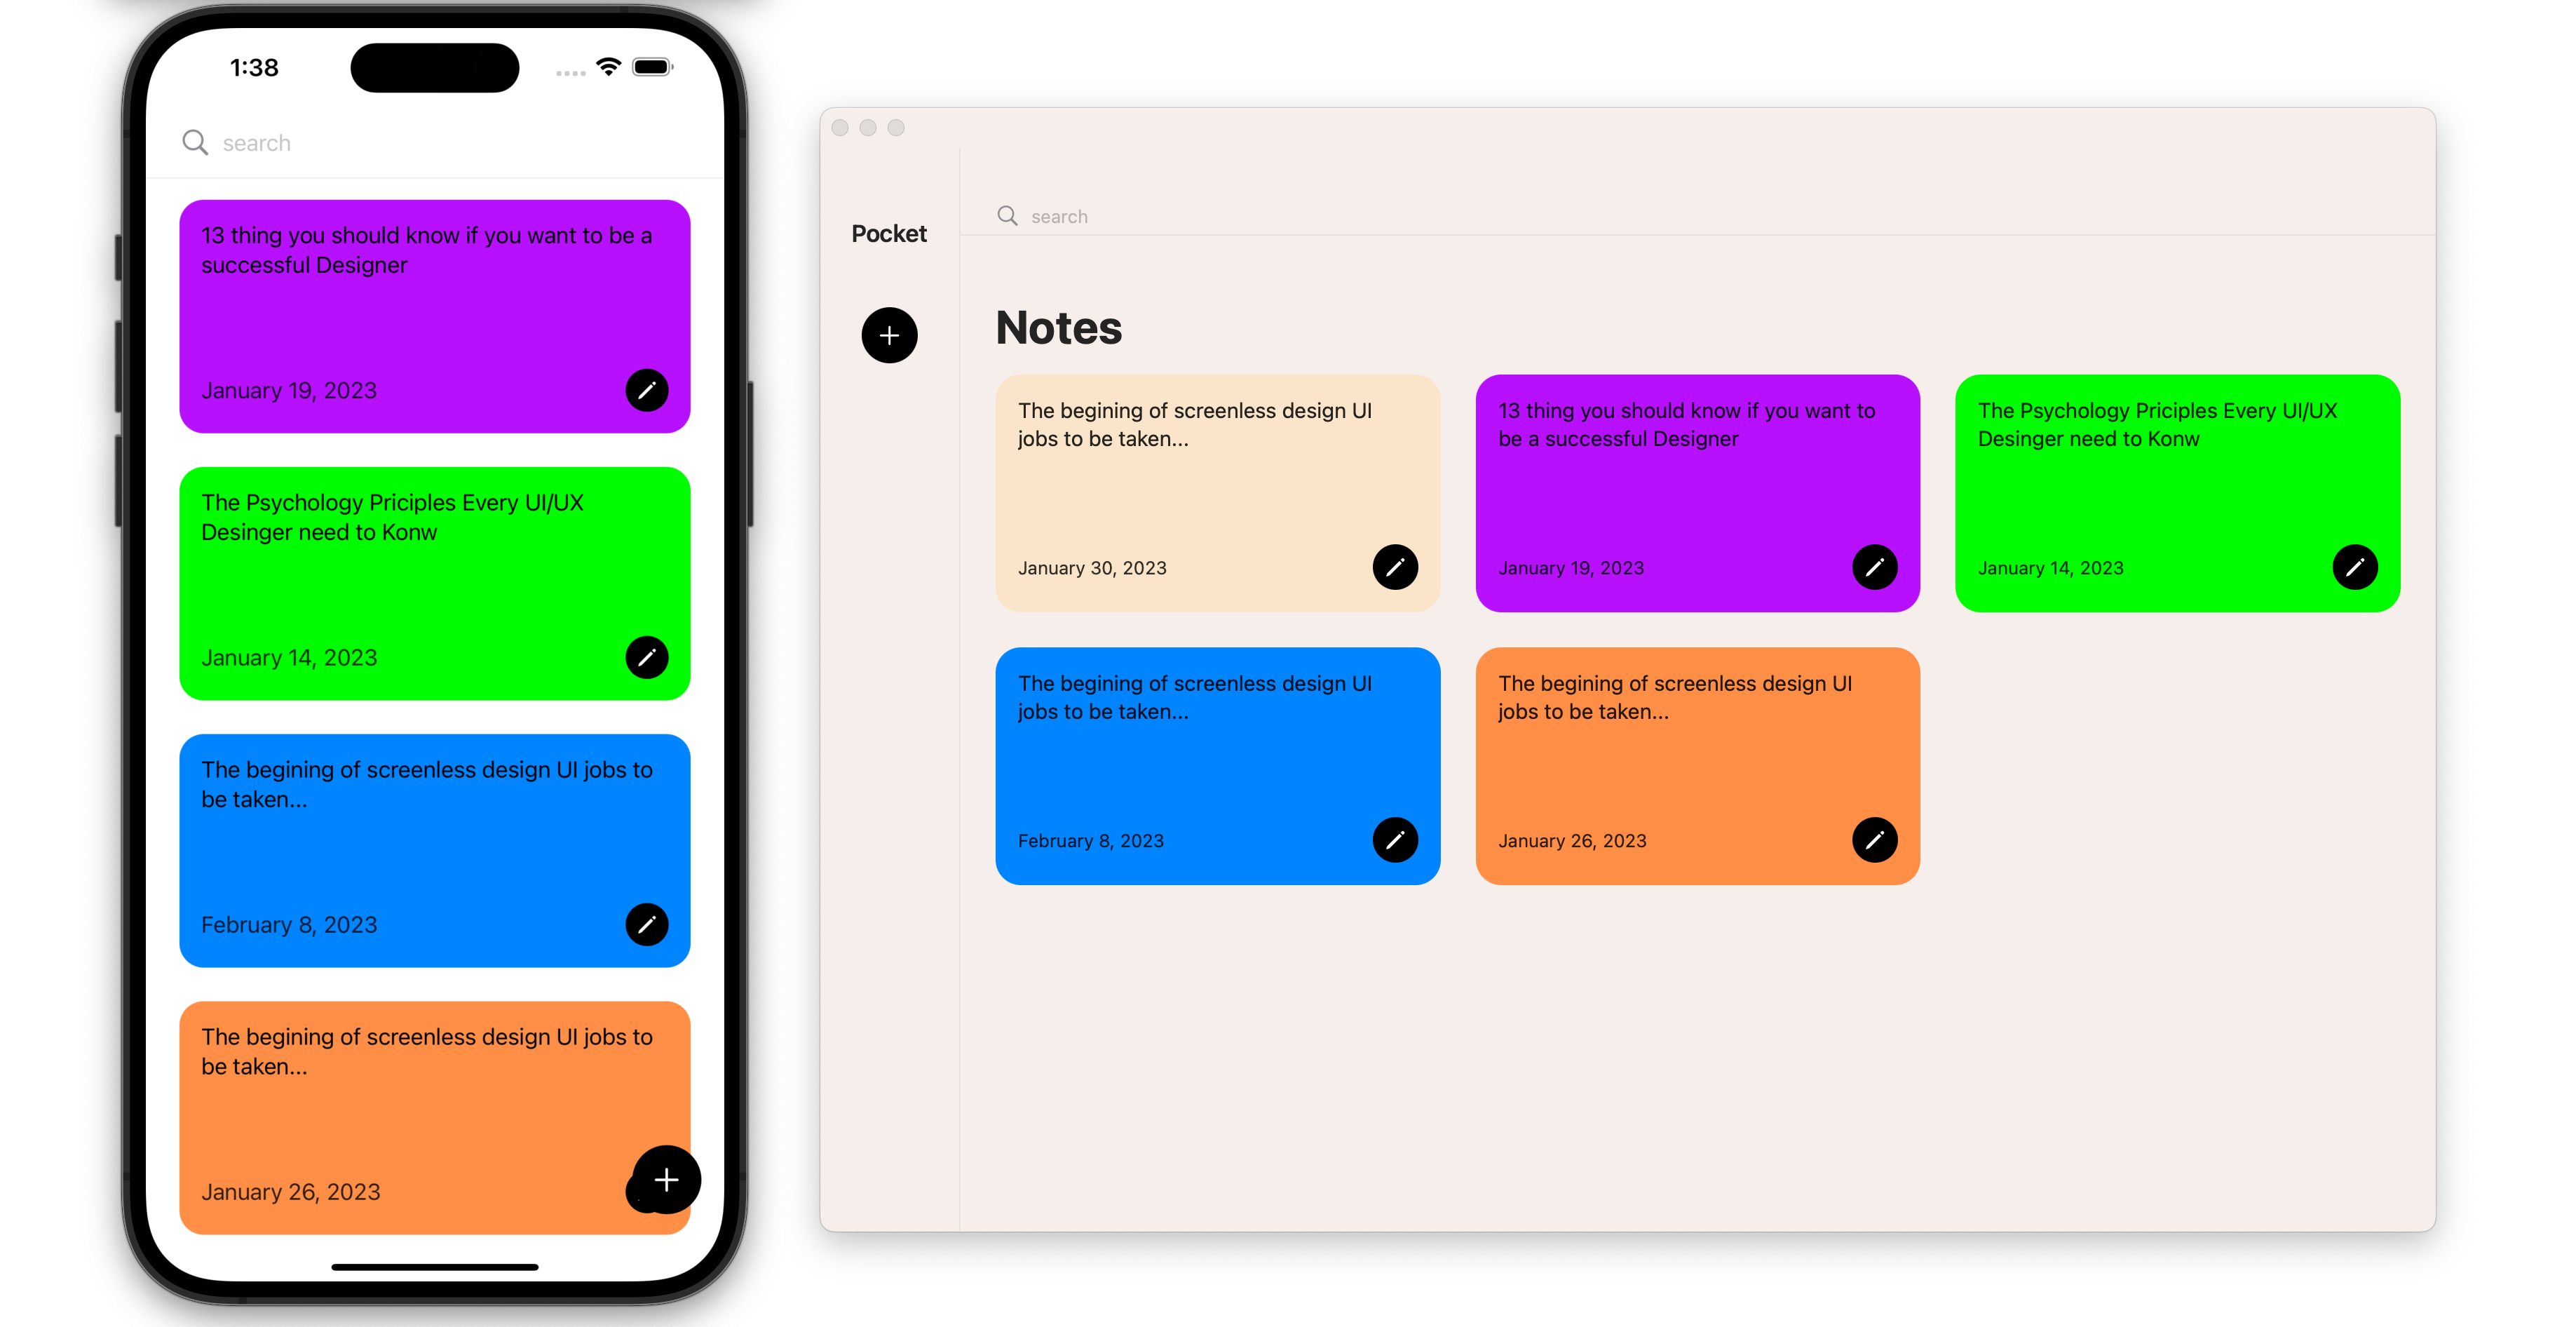 1:38
search
13 thing you should know if you want to be a
successful Designer
January 19, 2023
The Psychology Priciples Every UI/UX
Desinger need to Konw
January 14, 2023
The begining of screenless design UI jobs to
be taken...
February 8, 2023
The begining of screenless design UI jobs to
be taken...
January 26, 2023
Pocket
search
Notes
The begining of screenless design UI
jobs to be taken...
January 30, 2023
13 thing you should know if you want to
be a successful Designer
January 19, 2023
The Psychology Priciples Every UI/UX
Desinger need to Konw
January 14, 2023
The begining of screenless design UI
jobs to be taken...
February 8, 2023
The begining of screenless design UI
jobs to be taken...
January 26, 2023